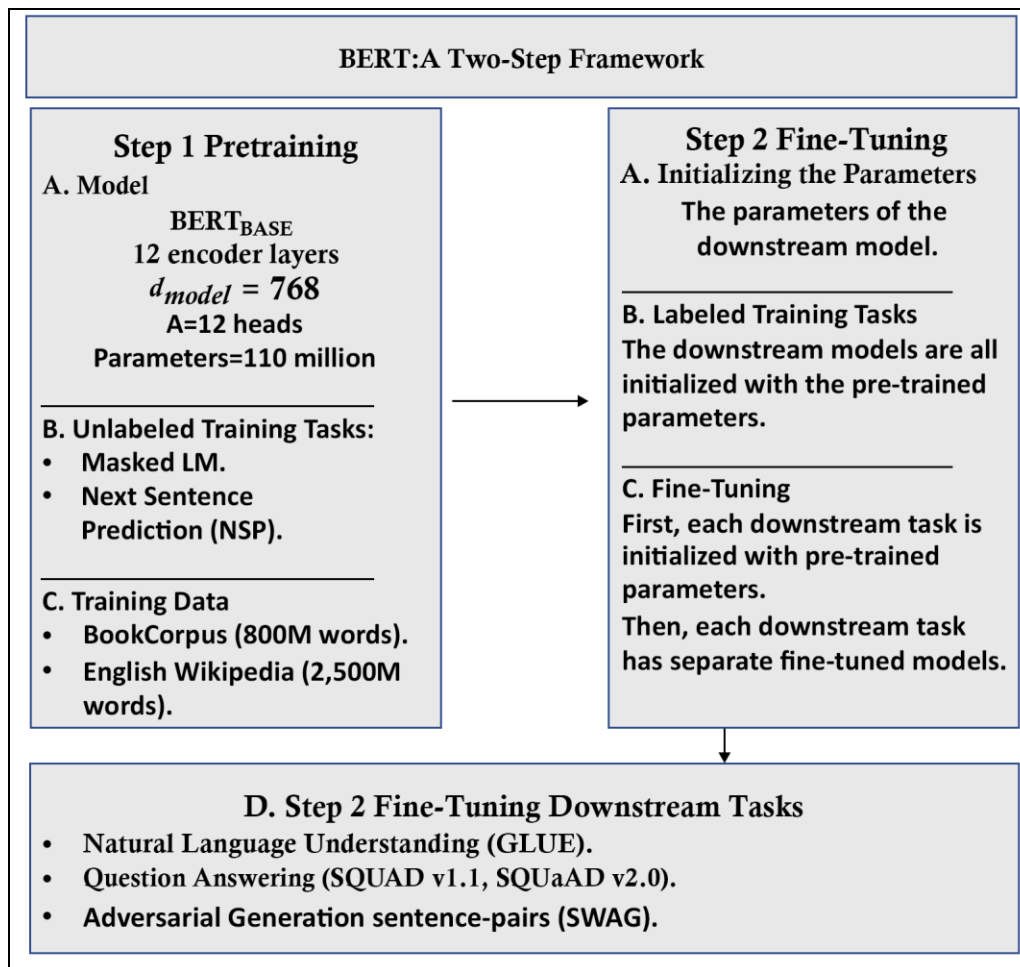 BERT:A Two-Step Framework
Step 1 Pretraining
A. Model
BERTBASE
12 encoder layers
dmodel = 768
A=12 heads
Parameters=110 million
B. Unlabeled Training Tasks:
• Masked LM.
• Next Sentence
Prediction (NSP).
C. Training Data
• BookCorpus (800M words).
• English Wikipedia (2,500M
words).
Step 2 Fine-Tuning
A. Initializing the Parameters
The parameters of the
downstream model.
B. Labeled Training Tasks
The downstream models are all
initialized with the pre-trained
parameters.
C. Fine-Tuning
First, each downstream task is
initialized with pre-trained
parameters.
Then, each downstream task
has separate fine-tuned models.
D. Step 2 Fine-Tuning Downstream Tasks
• Natural Language Understanding (GLUE).
• Question Answering (SQUAD v1.1, SQUaAD v2.0).
• Adversarial Generation sentence-pairs (SWAG).